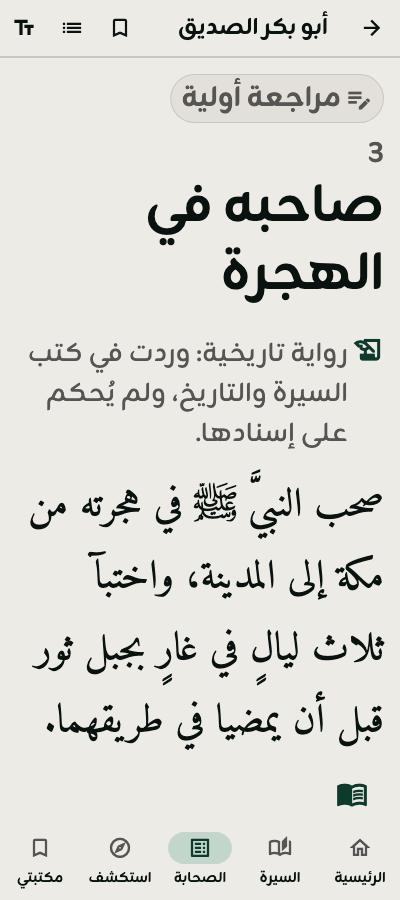 أبو بكر الصديق
مراجعة أولية
3
صاحبه في
الهجرة
رواية تاريخية: وردت في كتب
السيرة والتاريخ، ولم يُحكم
على إسنادها.
صحب النبيَّ ﷺ في هجرته من
مكة إلى المدينة، واختبآ
ثلاث ليالٍ في غارٍ بجبل ثور
قبل أن يمضيا في طريقهما.
الرئيسية
السيرة
الصحابة
استكشف
مكتبتي